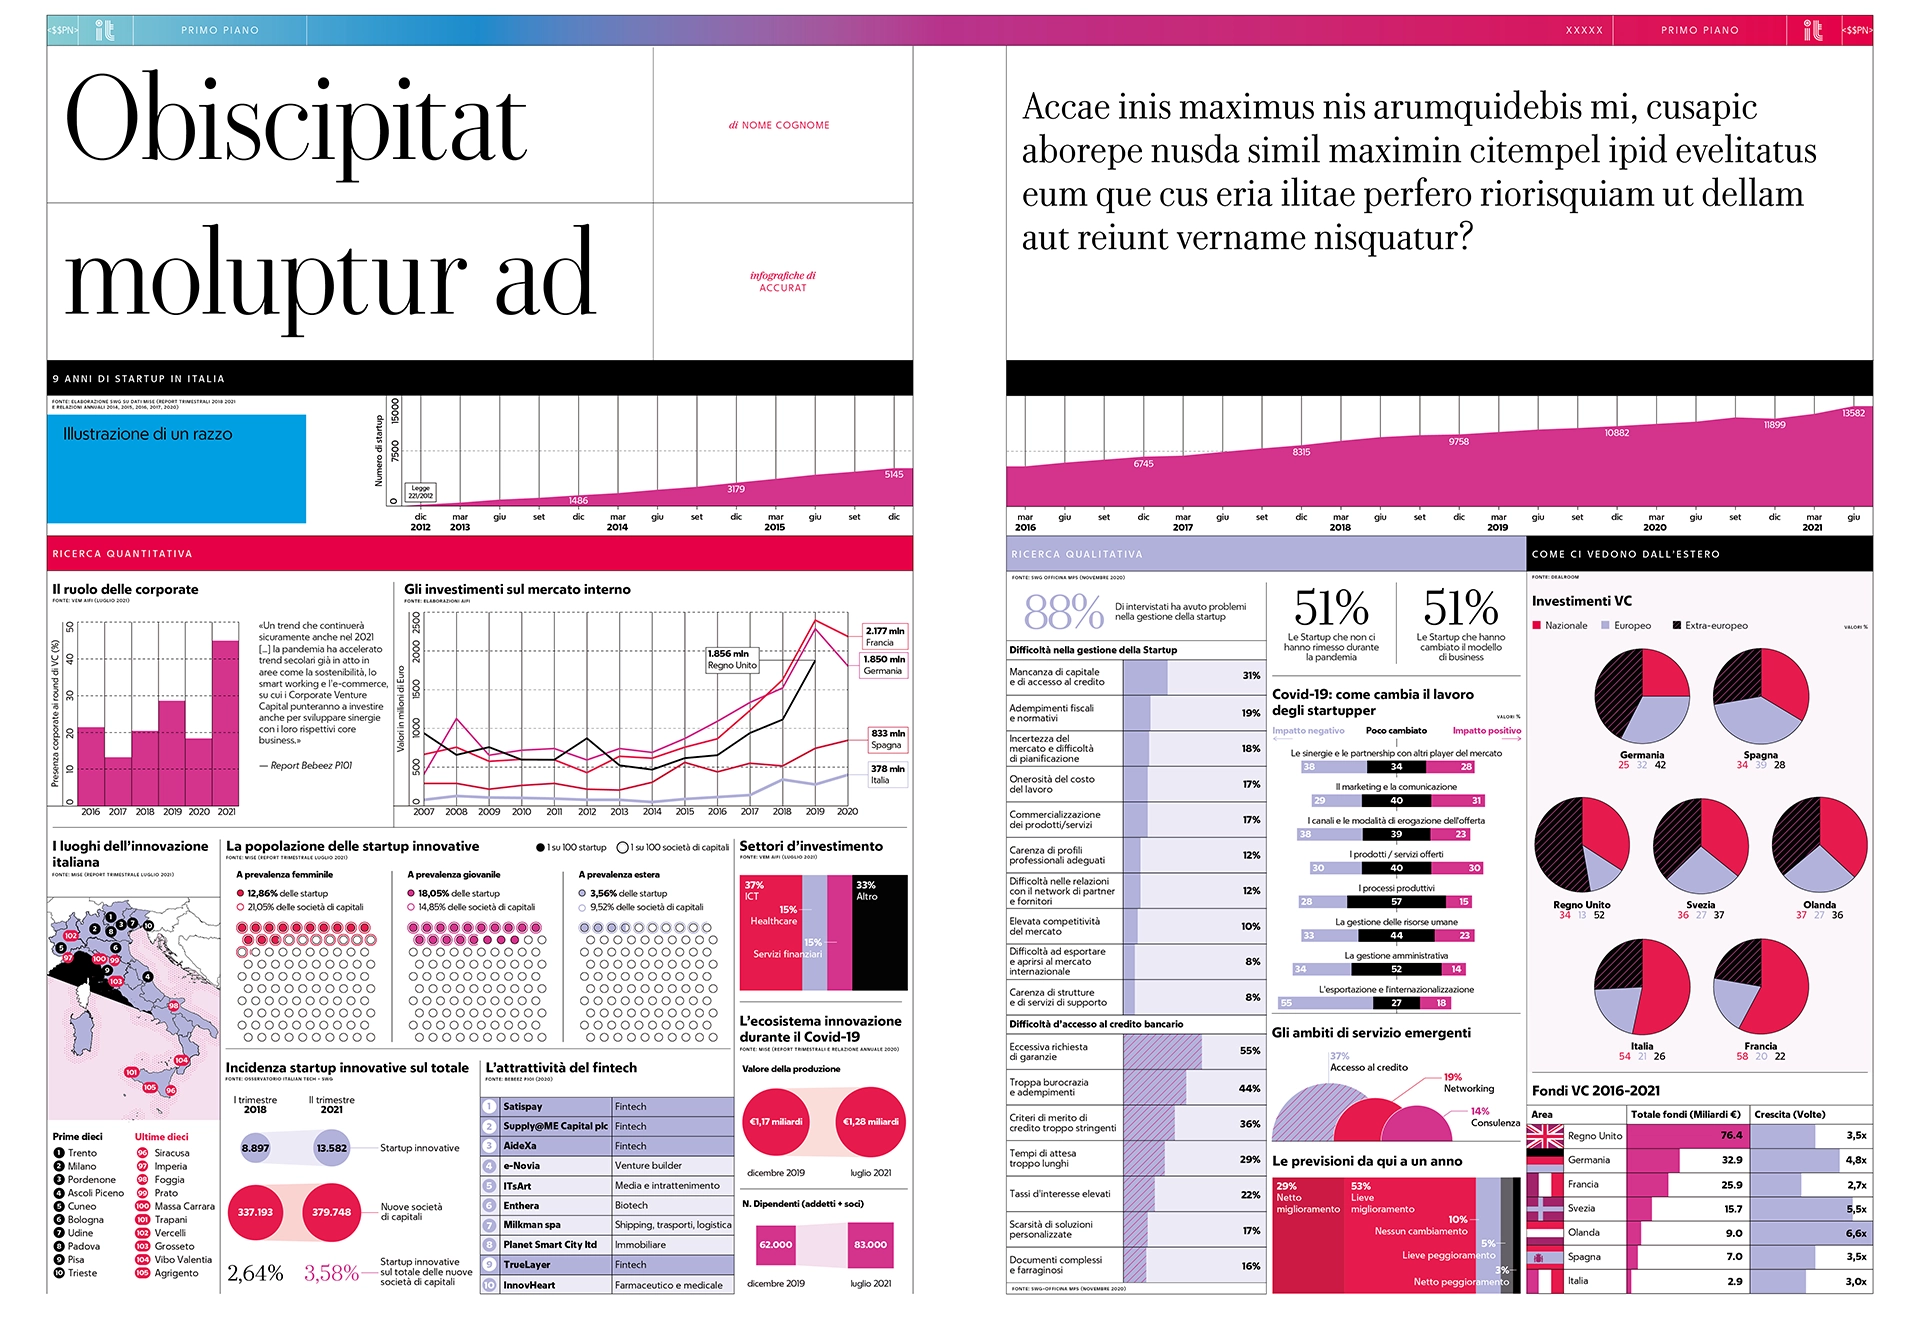 <$$PN>
it
PRIMO PIANO
XXXXX
PRIMO PIANO
it
<$$PN>
Obiscipitat
moluptur ad
di NOME COGNOME
infografiche di
ACCURAT
Accae inis maximus nis arumquidebis mi, cusapic
aborepe nusda simil maximin citempel ipid evelitatus
eum que cus eria ilitae perfero riorisquiam ut dellam
aut reiunt vername nisquatur?
9 ANNI DI STARTUP IN ITALIA
FONTE: ELABORAZIONE SWG SU DATI MISE (REPORT TRIMESTRALI 2018 2021
E RELAZIONI ANNUALI 2014, 2015, 2016, 2017, 2020)
Illustrazione di un razzo
Numero di startup
0 7500 15000
Legge
221/2012
1486
3179
5145
dic mar giu set dic mar giu set dic mar giu set dic
2012 2013 2014 2015
6745
8315
9758
10882
11899
13582
mar giu set dic mar giu set dic mar giu set dic mar giu set dic mar giu set dic mar giu
2016 2017 2018 2019 2020 2021
RICERCA QUANTITATIVA
Il ruolo delle corporate
FONTE: VEM AIFI (LUGLIO 2021)
Presenza corporate ai round di VC (%)
0 10 20 30 40 50
2016 2017 2018 2019 2020 2021
«Un trend che continuerà
sicuramente anche nel 2021
[...] la pandemia ha accelerato
trend secolari già in atto in
aree come la sostenibilità, lo
smart working e l'e-commerce,
su cui i Corporate Venture
Capital punteranno a investire
anche per sviluppare sinergie
con i loro rispettivi core
business.»
— Report Bebeez P101
Gli investimenti sul mercato interno
FONTE: ELABORAZIONI AIFI
Valori in milioni di Euro
0 500 1000 1500 2000 2500
1.856 mln
Regno Unito
2.177 mln
Francia
1.850 mln
Germania
833 mln
Spagna
378 mln
Italia
2007 2008 2009 2010 2011 2012 2013 2014 2015 2016 2017 2018 2019 2020
I luoghi dell'innovazione
italiana
FONTE: MISE (REPORT TRIMESTRALE LUGLIO 2021)
1 2 3 4 5 6 7 8 9 10
96 97 98 99 100 101 102 103 104 105
Prime dieci
1 Trento
2 Milano
3 Pordenone
4 Ascoli Piceno
5 Cuneo
6 Bologna
7 Udine
8 Padova
9 Pisa
10 Trieste
Ultime dieci
96 Siracusa
97 Imperia
98 Foggia
99 Prato
100 Massa Carrara
101 Trapani
102 Vercelli
103 Grosseto
104 Vibo Valentia
105 Agrigento
La popolazione delle startup innovative
FONTE: MISE (REPORT TRIMESTRALE LUGLIO 2021)
1 su 100 startup
1 su 100 società di capitali
A prevalenza femminile
12,86% delle startup
21,05% delle società di capitali
A prevalenza giovanile
18,05% delle startup
14,85% delle società di capitali
A prevalenza estera
3,56% delle startup
9,52% delle società di capitali
Incidenza startup innovative sul totale
FONTE: OSSERVATORIO ITALIAN TECH - SWG
I trimestre
2018
II trimestre
2021
8.897
13.582
Startup innovative
337.193
379.748
Nuove società
di capitali
2,64%
3,58%
Startup innovative
sul totale delle nuove
società di capitali
L'attrattività del fintech
FONTE: BEBEEZ P101 (2020)
1 Satispay Fintech
2 Supply@ME Capital plc Fintech
3 AideXa Fintech
4 e-Novia Venture builder
5 ITsArt Media e intrattenimento
6 Enthera Biotech
7 Milkman spa Shipping, trasporti, logistica
8 Planet Smart City ltd Immobiliare
9 TrueLayer Fintech
10 InnovHeart Farmaceutico e medicale
Settori d'investimento
FONTE: VEM AIFI (LUGLIO 2021)
37%
ICT
15%
Healthcare
15%
Servizi finanziari
33%
Altro
L'ecosistema innovazione
durante il Covid-19
FONTE: MISE (REPORT TRIMESTRALI E RELAZIONE ANNUALE 2020)
Valore della produzione
€1,17 miliardi
€1,28 miliardi
dicembre 2019
luglio 2021
N. Dipendenti (addetti + soci)
62.000
83.000
dicembre 2019
luglio 2021
RICERCA QUALITATIVA
FONTE: SWG OFFICINA MPS (NOVEMBRE 2020)
88%
Di intervistati ha avuto problemi
nella gestione della startup
Difficoltà nella gestione della Startup
Mancanza di capitale
e di accesso al credito
31%
Adempimenti fiscali
e normativi
19%
Incertezza del
mercato e difficoltà
di pianificazione
18%
Onerosità del costo
del lavoro
17%
Commercializzazione
dei prodotti/servizi
17%
Carenza di profili
professionali adeguati
12%
Difficoltà nelle relazioni
con il network di partner
e fornitori
12%
Elevata competitività
del mercato
10%
Difficoltà ad esportare
e aprirsi al mercato
internazionale
8%
Carenza di strutture
e di servizi di supporto
8%
Difficoltà d'accesso al credito bancario
Eccessiva richiesta
di garanzie
55%
Troppa burocrazia
e adempimenti
44%
Criteri di merito di
credito troppo stringenti
36%
Tempi di attesa
troppo lunghi
29%
Tassi d'interesse elevati
22%
Scarsità di soluzioni
personalizzate
17%
Documenti complessi
e farraginosi
16%
FONTE: SWG-OFFICINA MPS (NOVEMBRE 2020)
51%
Le Startup che non ci
hanno rimesso durante
la pandemia
51%
Le Startup che hanno
cambiato il modello
di business
Covid-19: come cambia il lavoro
degli startupper
VALORI %
Impatto negativo
Poco cambiato
Impatto positivo
Le sinergie e le partnership con altri player del mercato
38 34 28
Il marketing e la comunicazione
29 40 31
I canali e le modalità di erogazione dell'offerta
38 39 23
I prodotti / servizi offerti
30 40 30
I processi produttivi
28 57 15
La gestione delle risorse umane
33 44 23
La gestione amministrativa
34 52 14
L'esportazione e l'internazionalizzazione
55 27 18
Gli ambiti di servizio emergenti
37%
Accesso al credito
19%
Networking
14%
Consulenza
Le previsioni da qui a un anno
29%
Netto
miglioramento
53%
Lieve
miglioramento
10%
Nessun cambiamento
5%
Lieve peggioramento
3%
Netto peggioramento
COME CI VEDONO DALL'ESTERO
FONTE: DEALROOM
Investimenti VC
Nazionale
Europeo
Extra-europeo
VALORI %
Germania
25 32 42
Spagna
34 39 28
Regno Unito
34 13 52
Svezia
36 27 37
Olanda
37 27 36
Italia
54 21 26
Francia
58 20 22
Fondi VC 2016-2021
Area Totale fondi (Miliardi €) Crescita (Volte)
Regno Unito 76.4 3,5x
Germania 32.9 4,8x
Francia 25.9 2,7x
Svezia 15.7 5,5x
Olanda 9.0 6,6x
Spagna 7.0 3,5x
Italia 2.9 3,0x